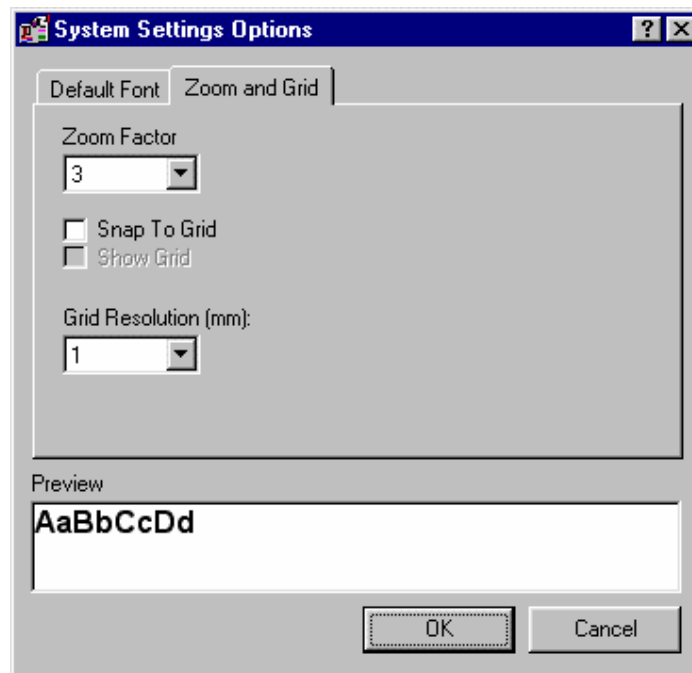 System Settings Options
Default Font Zoom and Grid
Zoom Factor
3
Snap To Grid
Show Grid
Grid Resolution (mm):
1
Preview
AaBbCcDd
OK Cancel